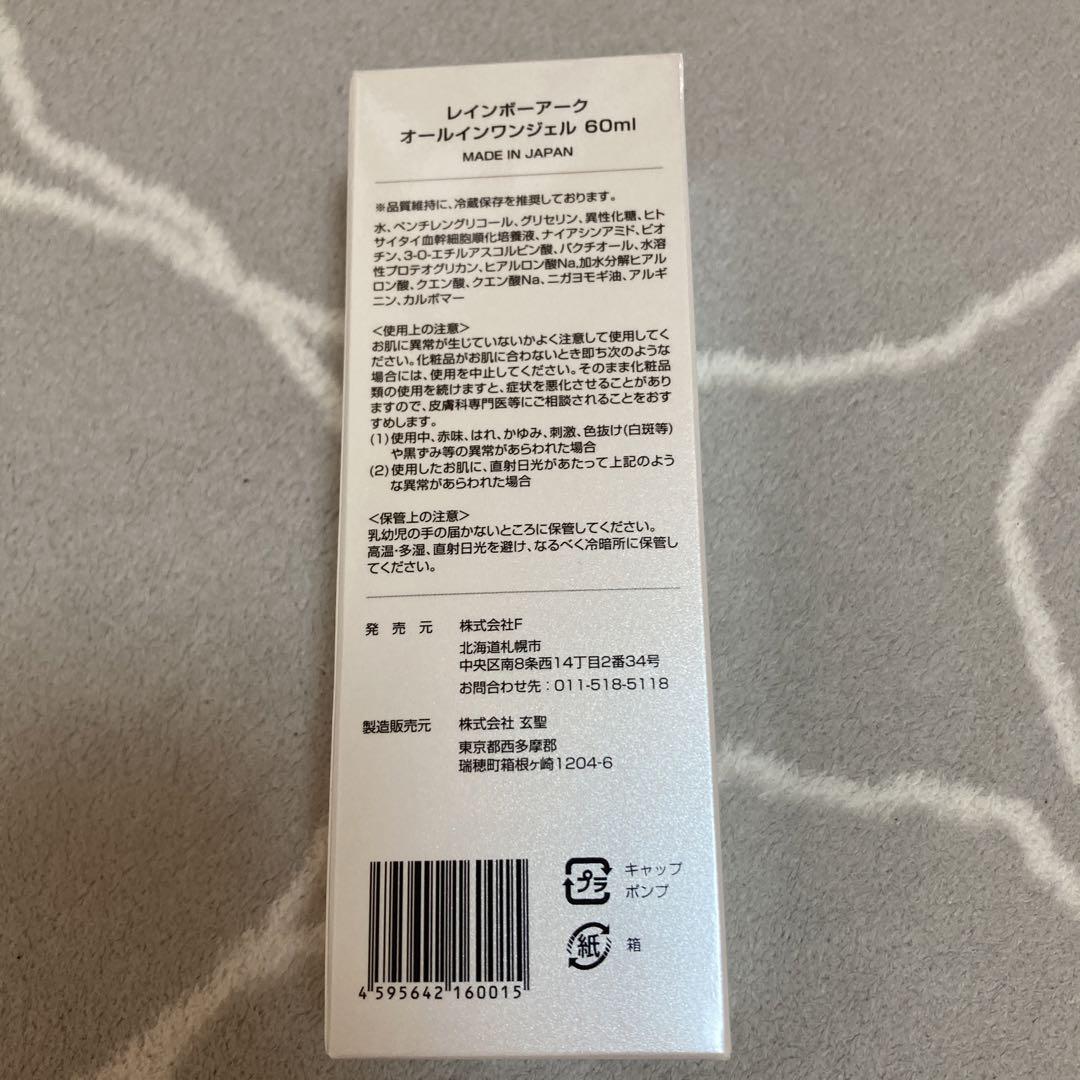 レインボーアーク
オールインワンジェル 60ml
MADE IN JAPAN
※品質維持に、冷蔵保存を推奨しております。
水、ペンチレングリコール、グリセリン、異性化糖、ヒト
サイタイ血幹細胞順化培養液、ナイアシンアミド、ビオ
チン、3-O-エチルアスコルビン酸、バクチオール、水溶
性プロテオグリカン、ヒアルロン酸Na,加水分解ヒアル
ロン酸、クエン酸、クエン酸Na、ニガヨモギ油、アルギ
ニン、カルボマー
<使用上の注意>
お肌に異常が生じていないかよく注意して使用してく
ださい。化粧品がお肌に合わないとき即ち次のような
場合には、使用を中止してください。そのまま化粧品
類の使用を続けますと、症状を悪化させることがあり
ますので、皮膚科専門医等にご相談されることをおす
すめします。
(1)使用中、赤味、はれ、かゆみ、刺激、色抜け(白斑等)
や黒ずみ等の異常があらわれた場合
(2)使用したお肌に、直射日光があたって上記のよう
な異常があらわれた場合
<保管上の注意>
乳幼児の手の届かないところに保管してください。
高温・多湿、直射日光を避け、なるべく冷暗所に保管し
てください。
発売元 株式会社F
北海道札幌市
中央区南8条西14丁目2番34号
お問合わせ先：011-518-5118
製造販売元 株式会社 玄聖
東京都西多摩郡
瑞穂町箱根ヶ崎1204-6
プラ キャップ
ポンプ
紙 箱
4 595642 160015